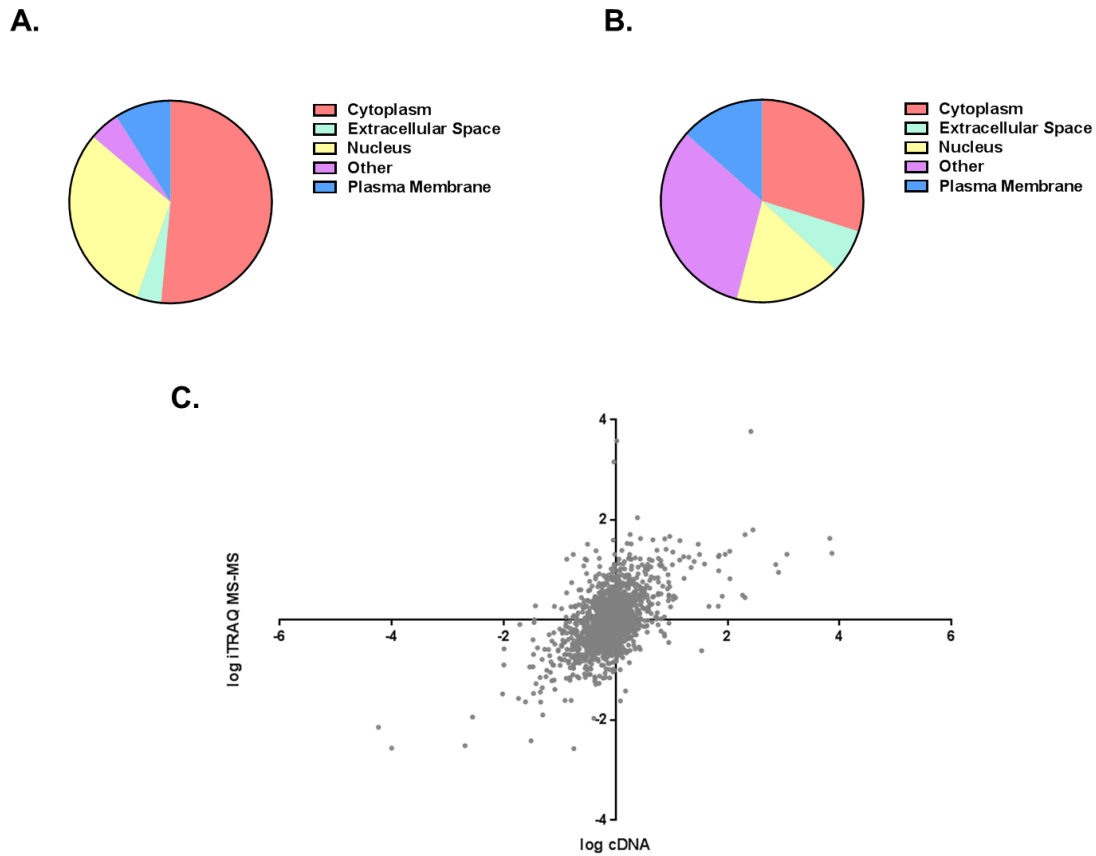 A.
Cytoplasm
Extracellular Space
Nucleus
Other
Plasma Membrane
B.
Cytoplasm
Extracellular Space
Nucleus
Other
Plasma Membrane
C.
log iTRAQ MS-MS
4
2
-6
-4
-2
2
4
6
-2
-4
log cDNA